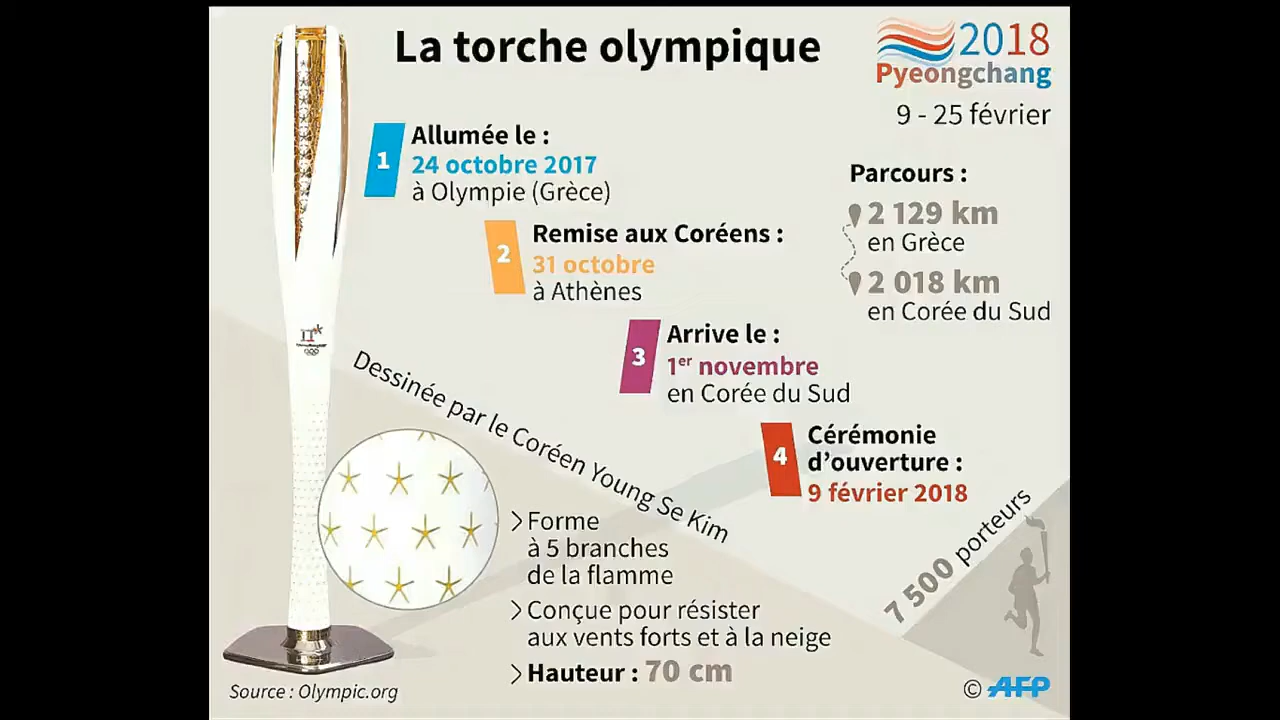 La torche olympique
2018
Pyeongchang
9 - 25 février
1
Allumée le :
24 octobre 2017
à Olympie (Grèce)
2
Remise aux Coréens :
31 octobre
à Athènes
3
Arrive le :
1er novembre
en Corée du Sud
4
Cérémonie
d’ouverture :
9 février 2018
Parcours :
2 129 km
en Grèce
2 018 km
en Corée du Sud
Dessinée par le Coréen Young Se Kim
Forme
à 5 branches
de la flamme
Conçue pour résister
aux vents forts et à la neige
Hauteur : 70 cm
7 500 porteurs
Source : Olympic.org
© AFP